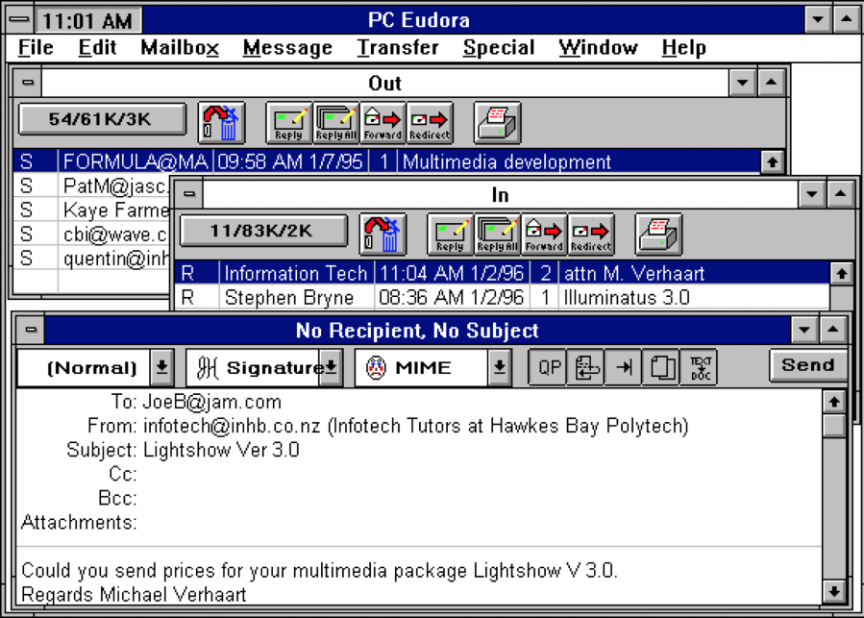 11:01 AM PC Eudora
File Edit Mailbox Message Transfer Special Window Help
Out
54/61K/3K Reply Reply All Forward Redirect
S FORMULA@MA 09:58 AM 1/7/95 1 Multimedia development
S PatM@jasc.
S Kaye Farme
S cbi@wave.c
S quentin@inh
In
11/83K/2K Reply Reply All Forward Redirect
R Information Tech 11:04 AM 1/2/96 2 attn M. Verhaart
R Stephen Bryne 08:36 AM 1/2/96 1 Illuminatus 3.0
No Recipient, No Subject
(Normal) Signature MIME QP TEXT DOC Send
To: JoeB@jam.com
From: infotech@inhb.co.nz (Infotech Tutors at Hawkes Bay Polytech)
Subject: Lightshow Ver 3.0
Cc:
Bcc:
Attachments:
Could you send prices for your multimedia package Lightshow V 3.0.
Regards Michael Verhaart